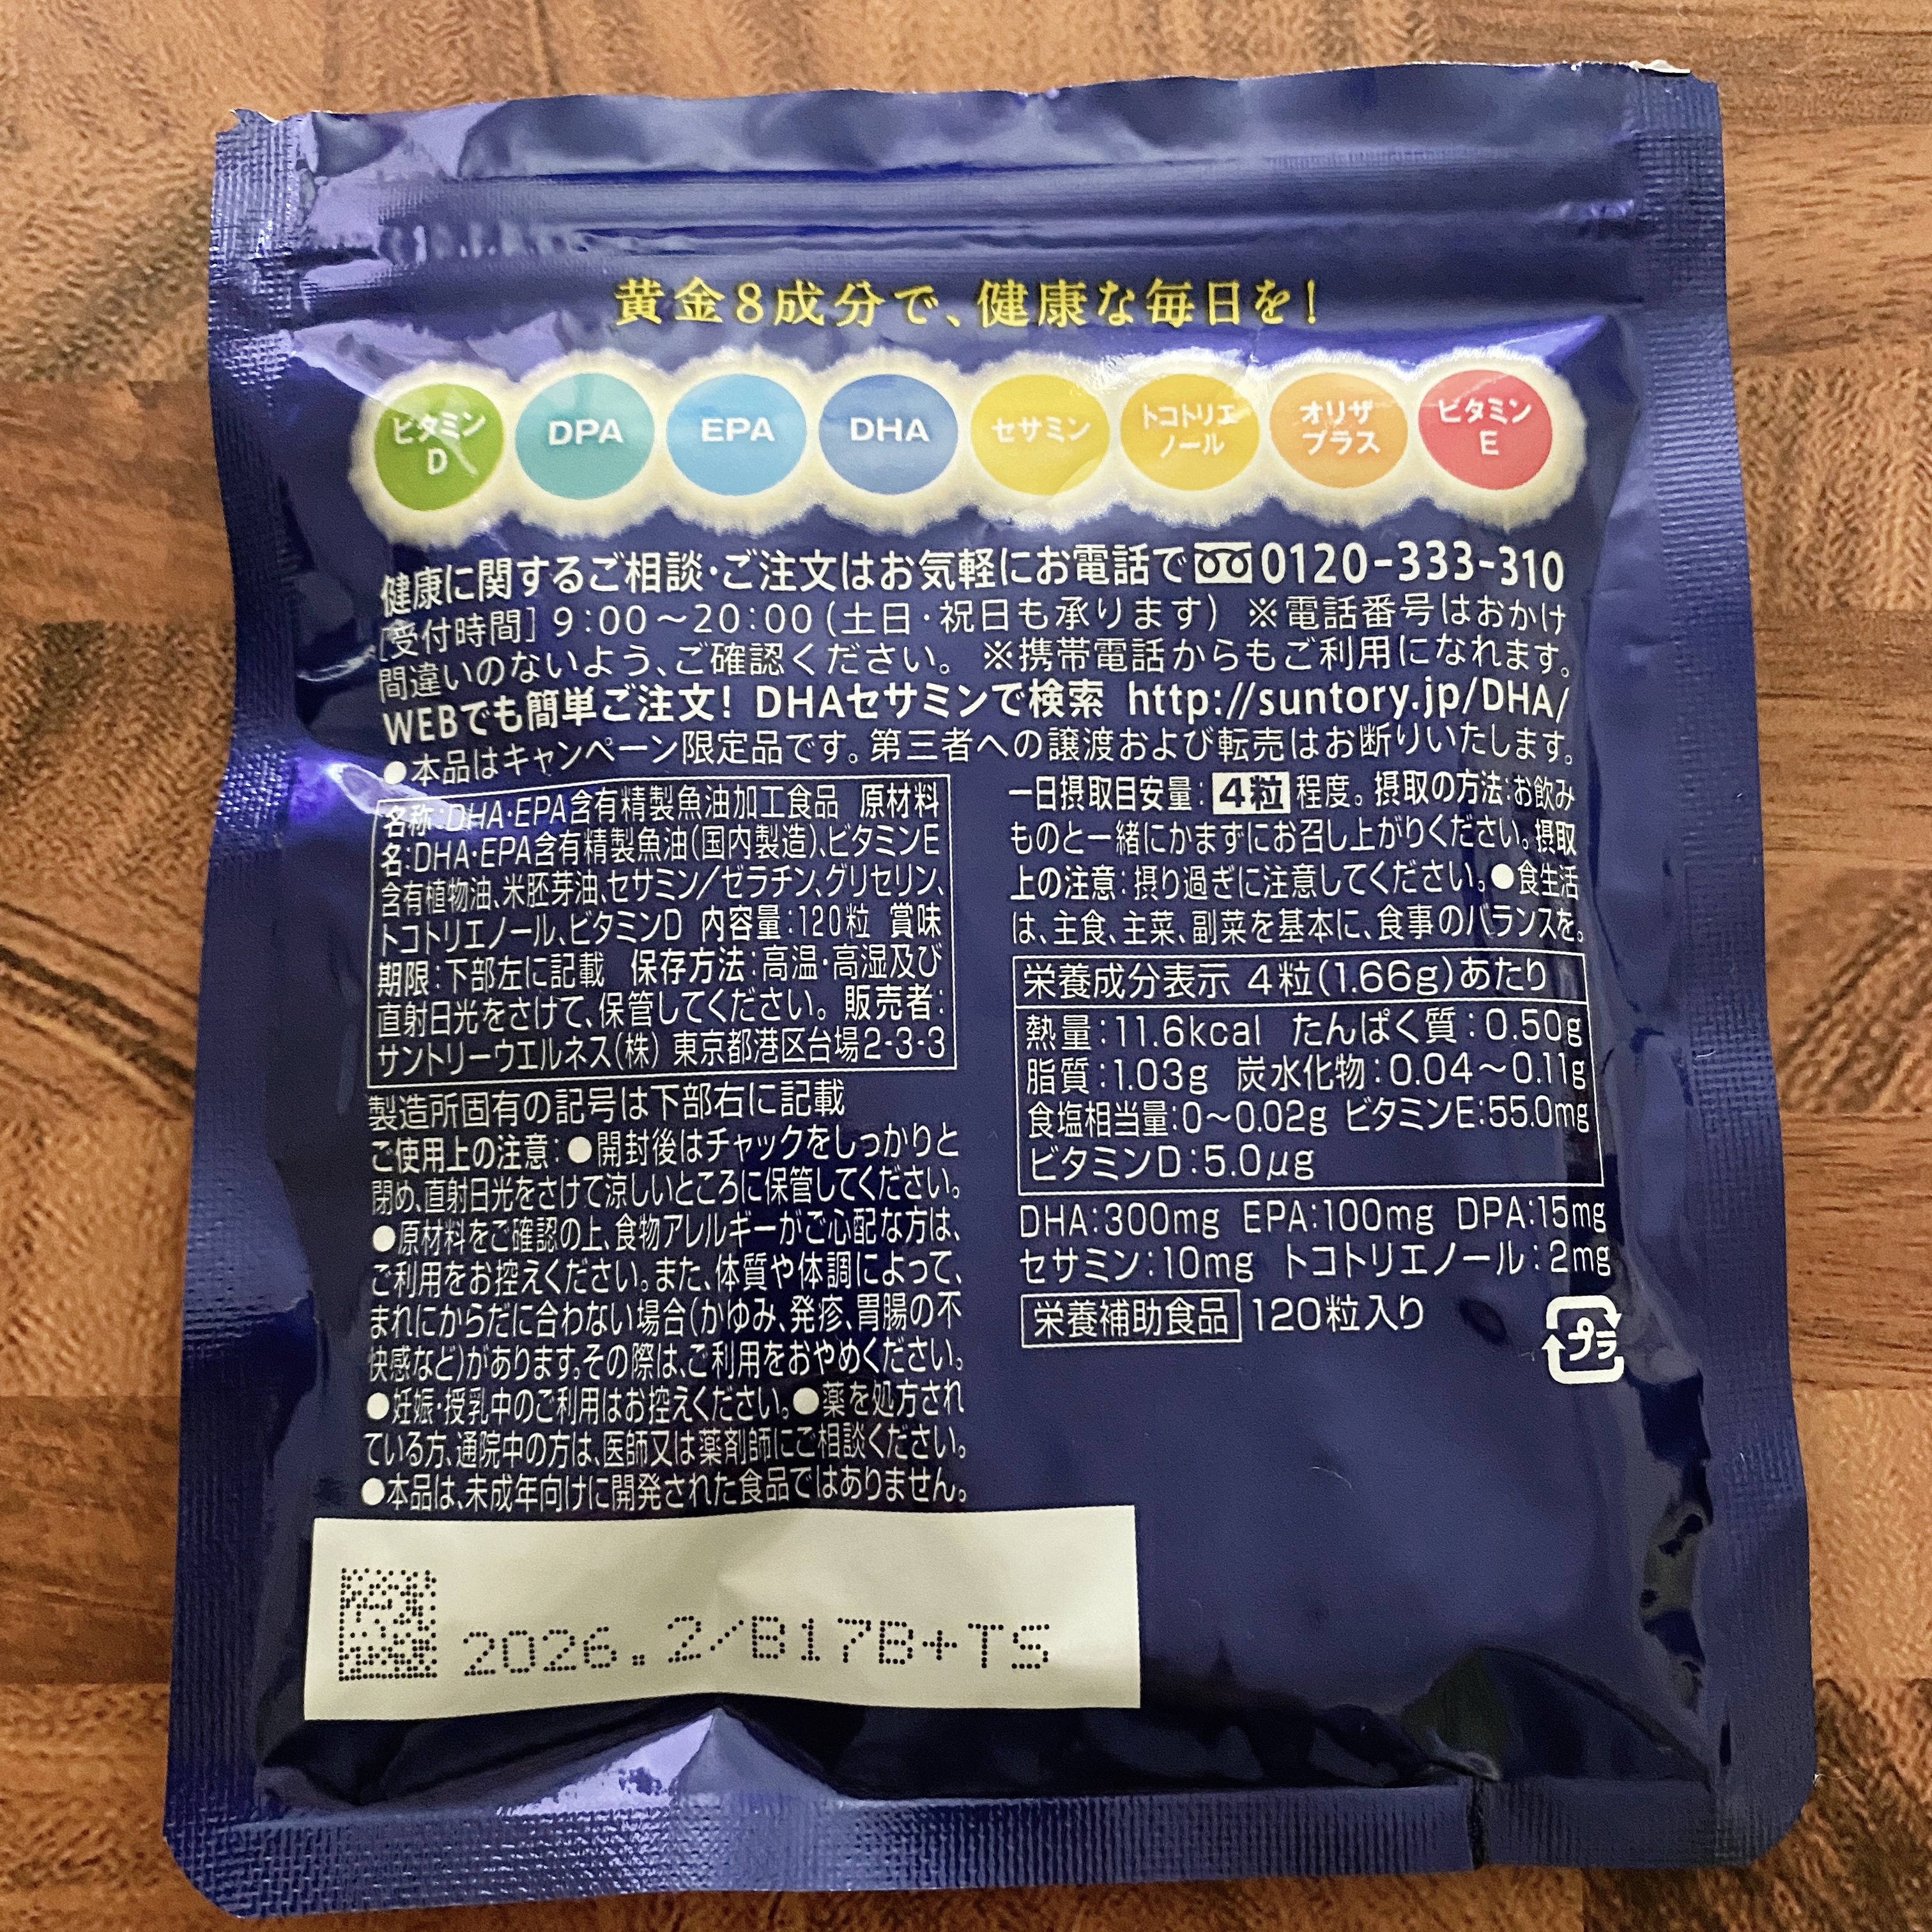 黄金8成分で、健康な毎日を!
ビタミン
D
DPA
EPA
DHA
セサミン
トコトリエ
ノール
オリザ
プラス
ビタミン
E
健康に関するご相談・ご注文はお気軽にお電話で 0120-333-310
[受付時間] 9:00〜20:00(土日・祝日も承ります) ※電話番号はおかけ
間違いのないよう、ご確認ください。 ※携帯電話からもご利用になれます。
WEBでも簡単ご注文! DHAセサミンで検索 http://suntory.jp/DHA/
●本品はキャンペーン限定品です。第三者への譲渡および転売はお断りいたします。
名称:DHA・EPA含有精製魚油加工食品 原材料
名:DHA・EPA含有精製魚油(国内製造)、ビタミンE
含有植物油、米胚芽油、セサミン/ゼラチン、グリセリン、
トコトリエノール、ビタミンD 内容量:120粒 賞味
期限:下部左に記載 保存方法:高温・高湿及び
直射日光をさけて、保管してください。 販売者:
サントリーウエルネス(株) 東京都港区台場2-3-3
製造所固有の記号は下部右に記載
ご使用上の注意:●開封後はチャックをしっかりと
閉め、直射日光をさけて涼しいところに保管してください。
●原材料をご確認の上、食物アレルギーがご心配な方は、
ご利用をお控えください。また、体質や体調によって、
まれにからだに合わない場合(かゆみ、発疹、胃腸の不
快感など)があります。その際は、ご利用をおやめください。
●妊娠・授乳中のご利用はお控えください。●薬を処方され
ている方、通院中の方は、医師又は薬剤師にご相談ください。
●本品は、未成年向けに開発された食品ではありません。
一日摂取目安量:4粒程度。摂取の方法:お飲み
ものと一緒にかまずにお召し上がりください。摂取
上の注意:摂り過ぎに注意してください。●食生活
は、主食、主菜、副菜を基本に、食事のバランスを。
栄養成分表示 4粒(1.66g)あたり
熱量:11.6kcal たんぱく質:0.50g
脂質:1.03g 炭水化物:0.04〜0.11g
食塩相当量:0〜0.02g ビタミンE:55.0mg
ビタミンD:5.0μg
DHA:300mg EPA:100mg DPA:15mg
セサミン:10mg トコトリエノール:2mg
栄養補助食品 120粒入り
プラ
2026.2/B17B+TS